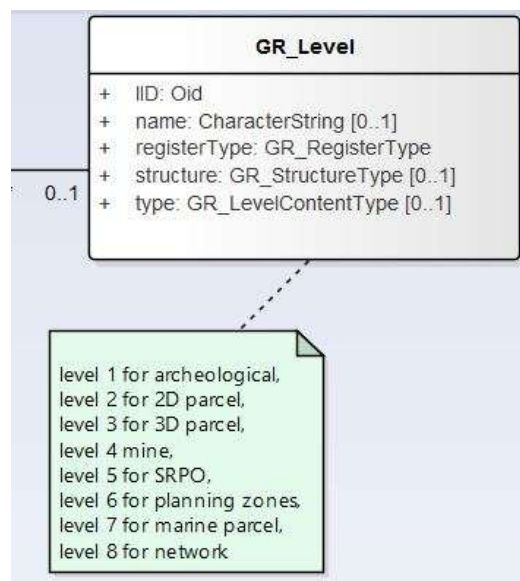 GR_Level
+ lID: Oid
+ name: CharacterString [0..1]
+ registerType: GR_RegisterType
+ structure: GR_StructureType [0..1]
+ type: GR_LevelContentType [0..1]
0..1
level 1 for archeological,
level 2 for 2D parcel,
level 3 for 3D parcel,
level 4 mine,
level 5 for SRPO,
level 6 for planning zones,
level 7 for marine parcel,
level 8 for network